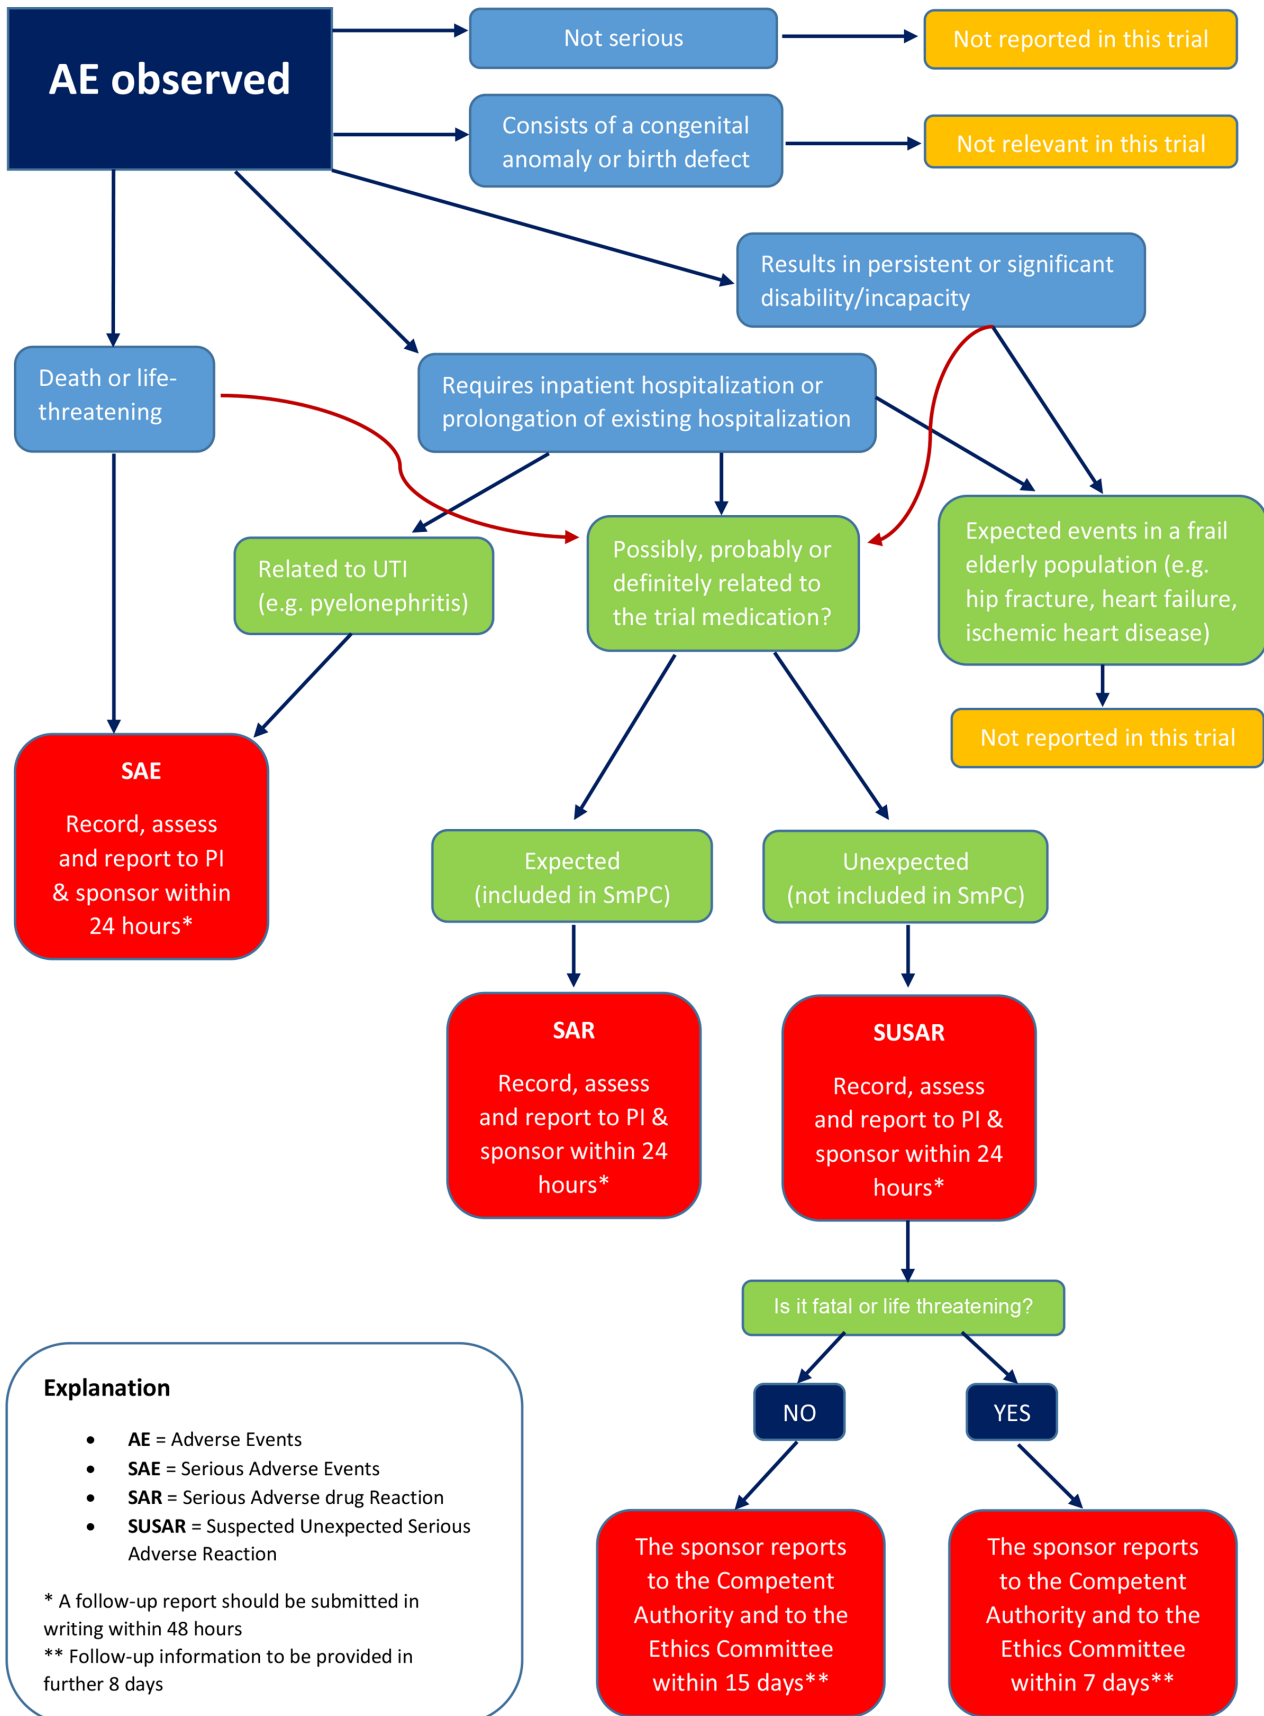 AE observed
Not serious
Not reported in this trial
Consists of a congenital
anomaly or birth defect
Not relevant in this trial
Results in persistent or significant
disability/incapacity
Death or life-
threatening
Requires inpatient hospitalization or
prolongation of existing hospitalization
Related to UTI
(e.g. pyelonephritis)
Possibly, probably or
definitely related to
the trial medication?
Expected events in a frail
elderly population (e.g.
hip fracture, heart failure,
ischemic heart disease)
Not reported in this trial
SAE
Record, assess
and report to PI
& sponsor within
24 hours*
Expected
(included in SmPC)
Unexpected
(not included in SmPC)
SAR
Record, assess
and report to PI &
sponsor within 24
hours*
SUSAR
Record, assess
and report to PI &
sponsor within 24
hours*
Is it fatal or life threatening?
NO
YES
The sponsor reports
to the Competent
Authority and to the
Ethics Committee
within 15 days**
The sponsor reports
to the Competent
Authority and to the
Ethics Committee
within 7 days**
Explanation
• AE = Adverse Events
• SAE = Serious Adverse Events
• SAR = Serious Adverse drug Reaction
• SUSAR = Suspected Unexpected Serious
Adverse Reaction
* A follow-up report should be submitted in
writing within 48 hours
** Follow-up information to be provided in
further 8 days